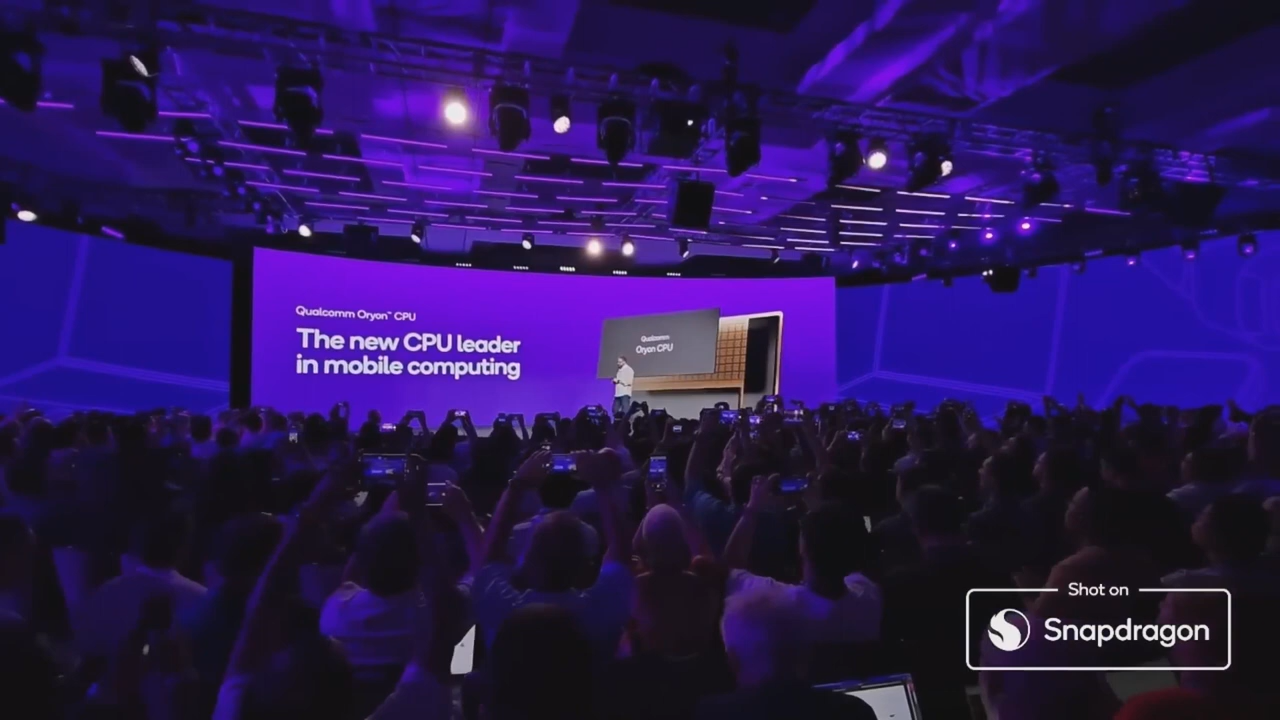 Qualcomm Oryon™ CPU
The new CPU leader
in mobile computing
Qualcomm
Oryon CPU
Shot on
Snapdragon